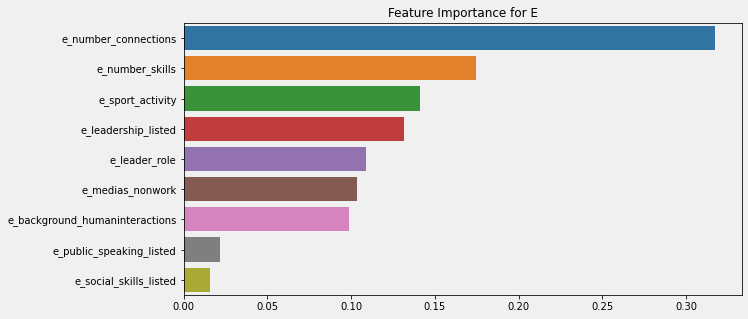 Feature Importance for E
e_number_connections
e_number_skills
e_sport_activity
e_leadership_listed
e_leader_role
e_medias_nonwork
e_background_humaninteractions
e_public_speaking_listed
e_social_skills_listed
0.00 0.05 0.10 0.15 0.20 0.25 0.30